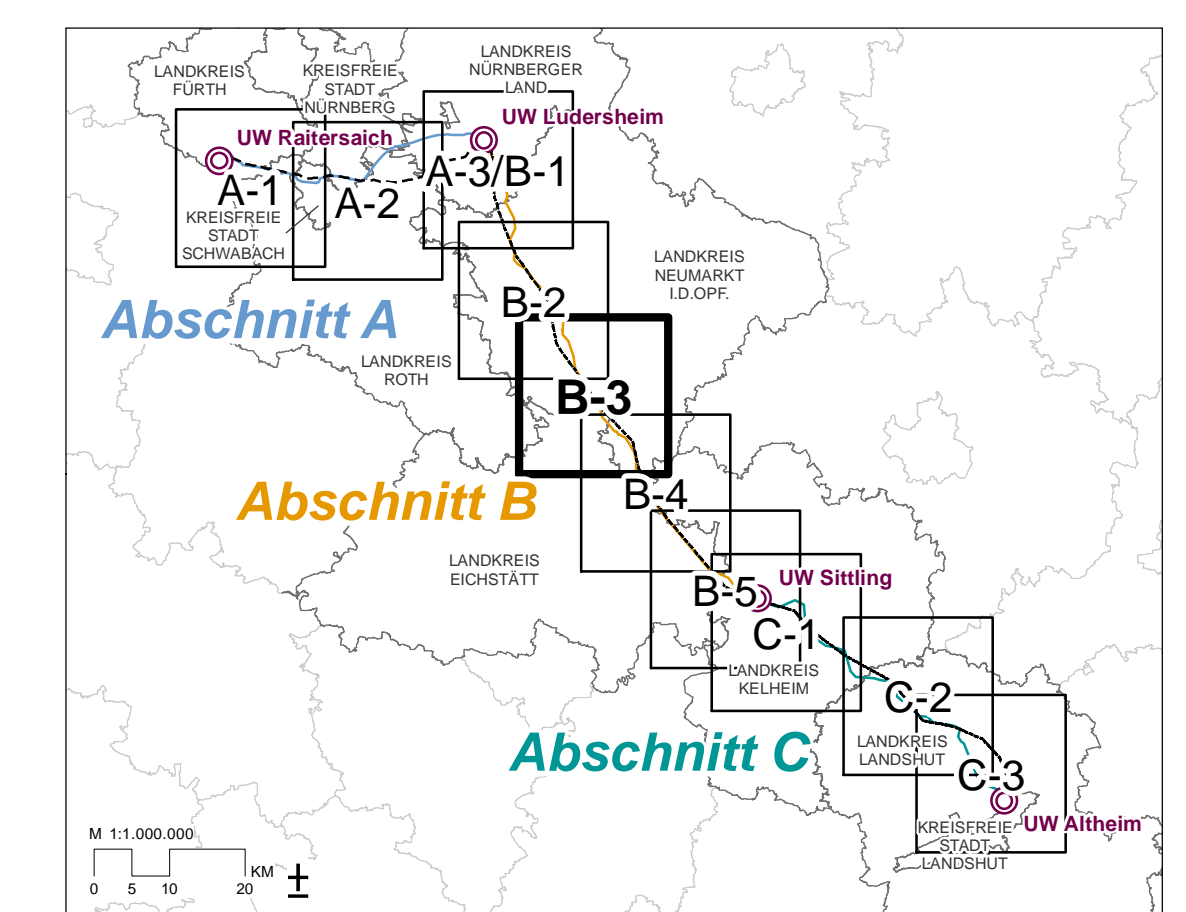 LANDKREIS
FÜRTH
KREISFREIE
STADT
NÜRNBERG
LANDKREIS
NÜRNBERGER
LAND
UW Raitersaich
UW Ludersheim
A-1
A-2
A-3/B-1
KREISFREIE
STADT
SCHWABACH
LANDKREIS
NEUMARKT
I.D.OPF.
Abschnitt A
B-2
LANDKREIS
ROTH
B-3
Abschnitt B
B-4
LANDKREIS
EICHSTÄTT
UW Sittling
B-5
C-1
LANDKREIS
KELHEIM
C-2
Abschnitt C
LANDKREIS
LANDSHUT
C-3
UW Altheim
KREISFREIE
STADT
LANDSHUT
M 1:1.000.000
KM
0 5 10 20